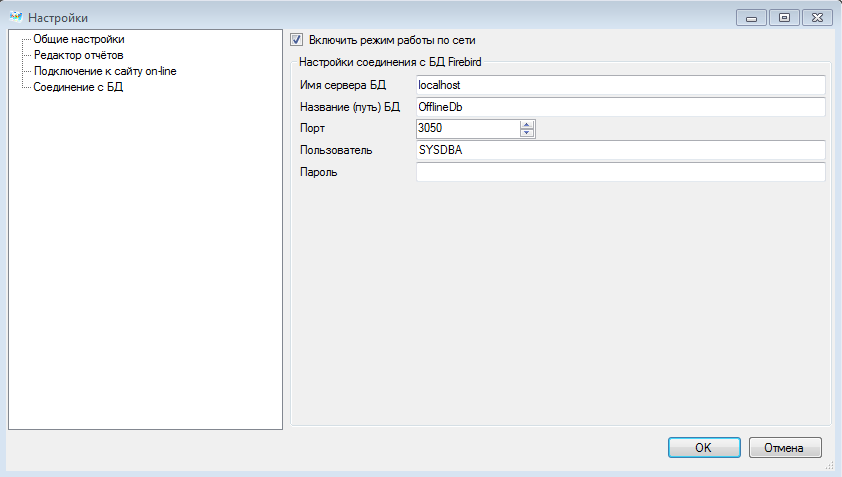 Настройки
Общие настройки
Редактор отчётов
Подключение к сайту on-line
Соединение с БД
Включить режим работы по сети
Настройки соединения с БД Firebird
Имя сервера БД localhost
Название (путь) БД OfflineDb
Порт 3050
Пользователь SYSDBA
Пароль
OK Отмена